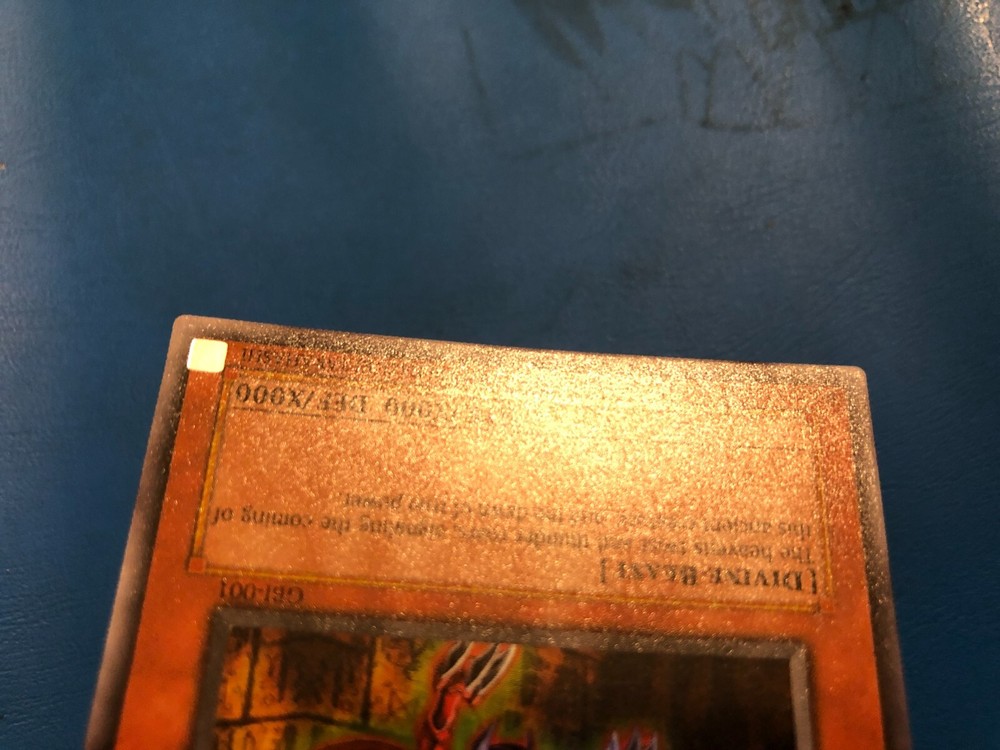 GBI-001
[DIVINE-BEAST]
The heavens twist and thunder roars, signaling the coming of
this ancient creature, and the dawn of true power.
X000 DEF/X000